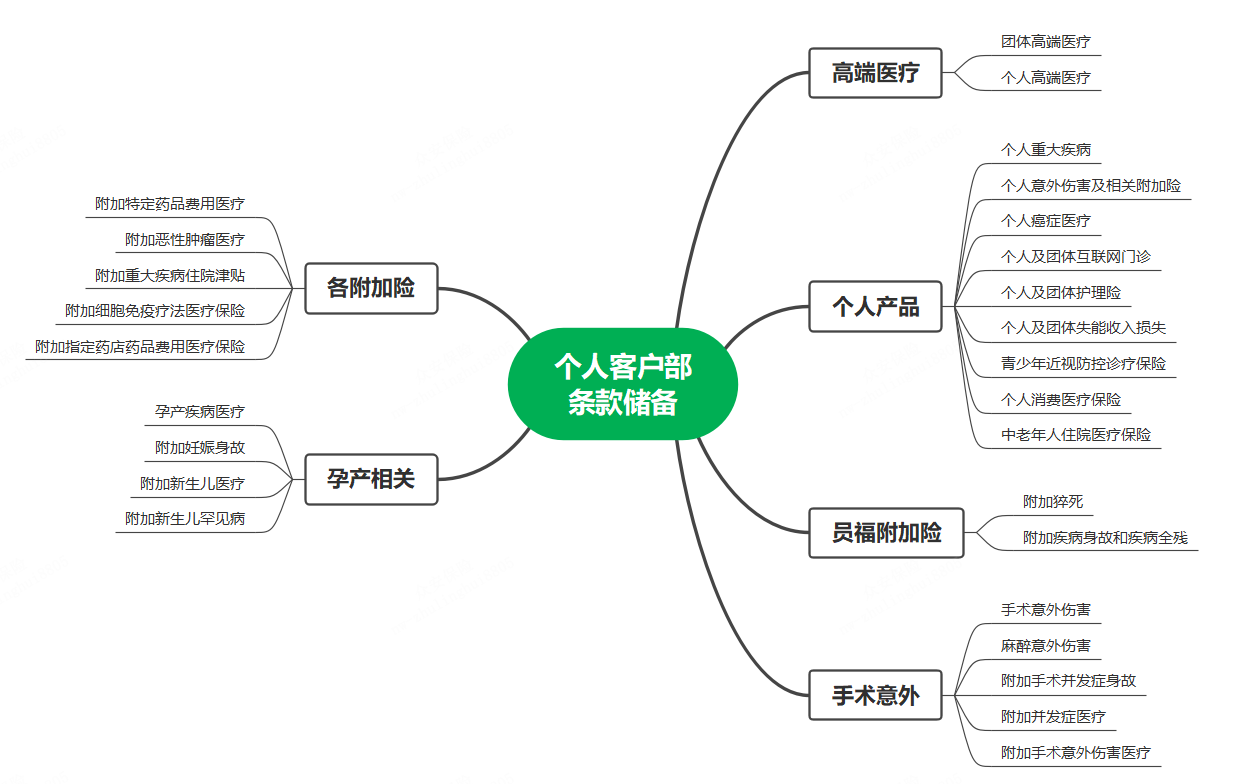 个人客户部
条款储备
高端医疗
团体高端医疗
个人高端医疗
个人产品
个人重大疾病
个人意外伤害及相关附加险
个人癌症医疗
个人及团体互联网门诊
个人及团体护理险
个人及团体失能收入损失
青少年近视防控诊疗保险
个人消费医疗保险
中老年人住院医疗保险
员福附加险
附加猝死
附加疾病身故和疾病全残
手术意外
手术意外伤害
麻醉意外伤害
附加手术并发症身故
附加并发症医疗
附加手术意外伤害医疗
各附加险
附加特定药品费用医疗
附加恶性肿瘤医疗
附加重大疾病住院津贴
附加细胞免疫疗法医疗保险
附加指定药店药品费用医疗保险
孕产相关
孕产疾病医疗
附加妊娠身故
附加新生儿医疗
附加新生儿罕见病